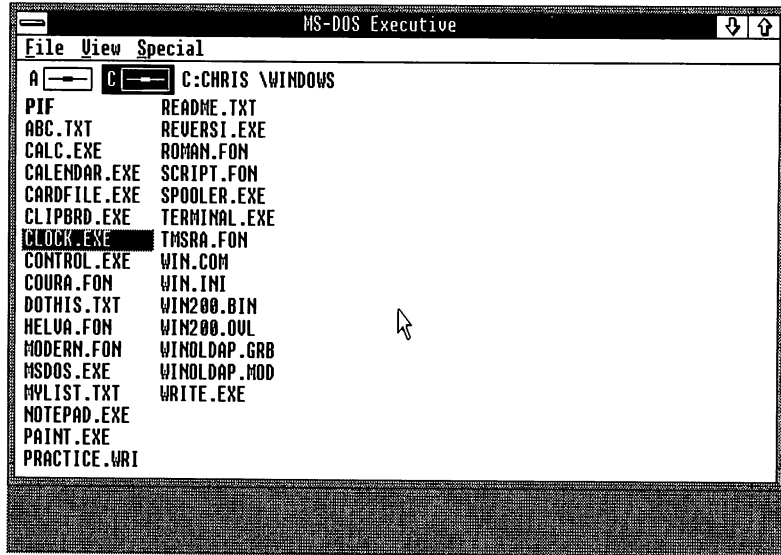 MS-DOS Executive
File View Special
A C C:CHRIS \WINDOWS
PIF README.TXT
ABC.TXT REVERSI.EXE
CALC.EXE ROMAN.FON
CALENDAR.EXE SCRIPT.FON
CARDFILE.EXE SPOOLER.EXE
CLIPBRD.EXE TERMINAL.EXE
CLOCK.EXE TMSRA.FON
CONTROL.EXE WIN.COM
COURA.FON WIN.INI
DOTHIS.TXT WIN200.BIN
HELVA.FON WIN200.OVL
MODERN.FON WINOLDAP.GRB
MSDOS.EXE WINOLDAP.MOD
MYLIST.TXT WRITE.EXE
NOTEPAD.EXE
PAINT.EXE
PRACTICE.WRI